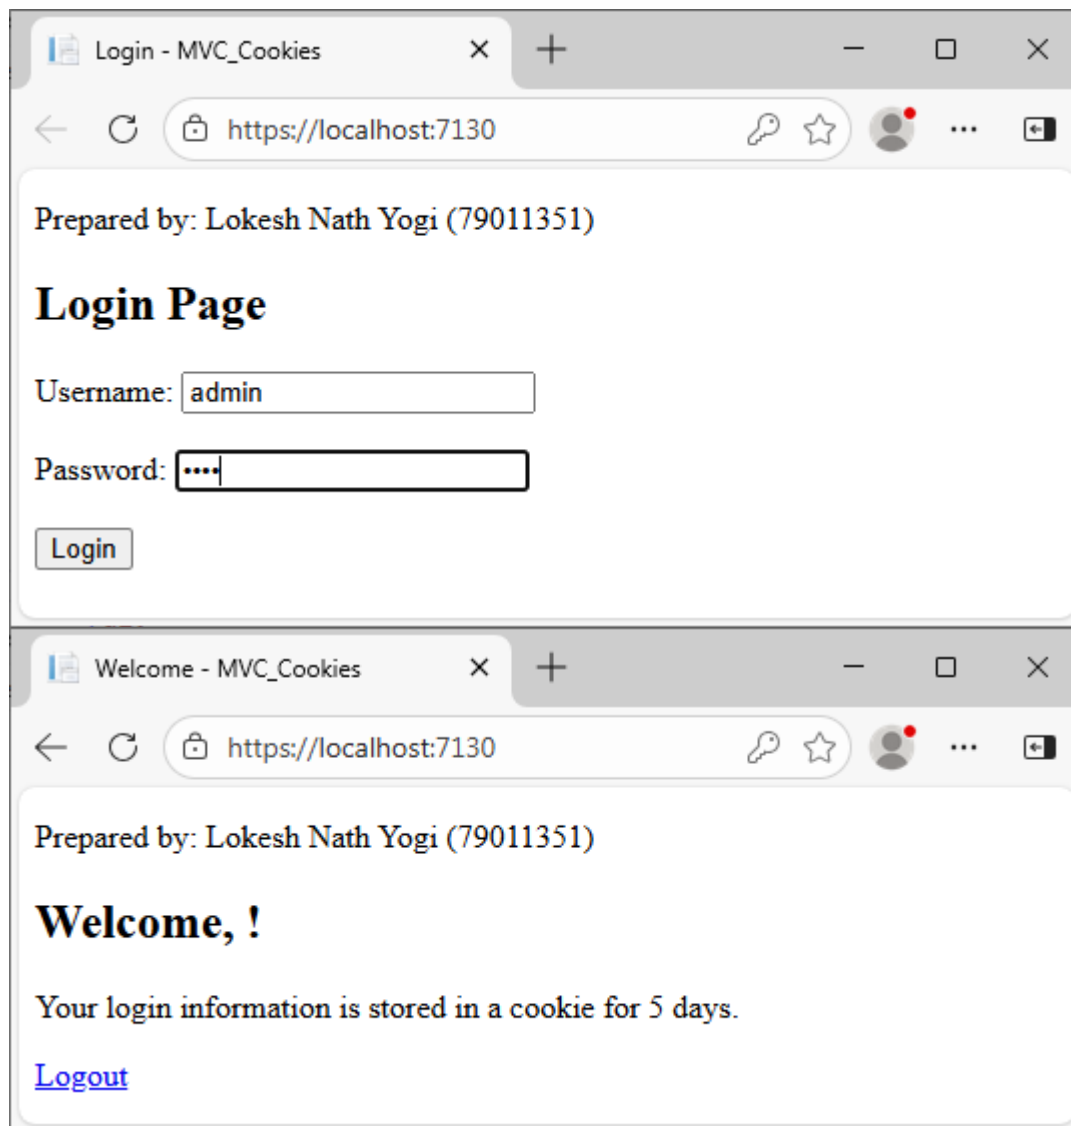 Login - MVC_Cookies
https://localhost:7130
Prepared by: Lokesh Nath Yogi (79011351)
Login Page
Username: admin
Password: ••••
Login
Welcome - MVC_Cookies
https://localhost:7130
Prepared by: Lokesh Nath Yogi (79011351)
Welcome, !
Your login information is stored in a cookie for 5 days.
Logout